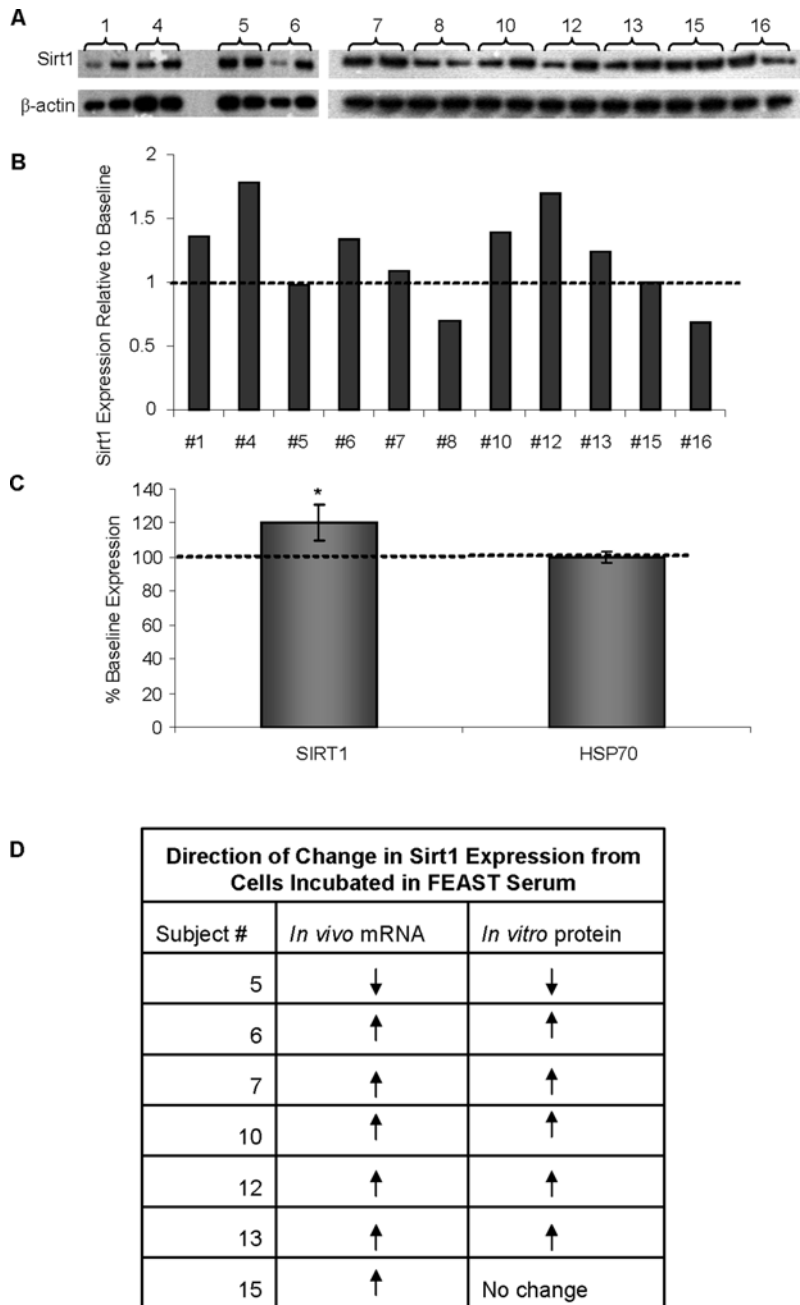 A
1 4 5 6 7 8 10 12 13 15 16
Sirt1
β-actin
B
Sirt1 Expression Relative to Baseline
2
1.5
1
0.5
0
#1 #4 #5 #6 #7 #8 #10 #12 #13 #15 #16
C
% Baseline Expression
140
120
100
80
60
40
20
0
*
SIRT1 HSP70
D
Direction of Change in Sirt1 Expression from
Cells Incubated in FEAST Serum
Subject # In vivo mRNA In vitro protein
5 ↓ ↓
6 ↑ ↑
7 ↑ ↑
10 ↑ ↑
12 ↑ ↑
13 ↑ ↑
15 ↑ No change